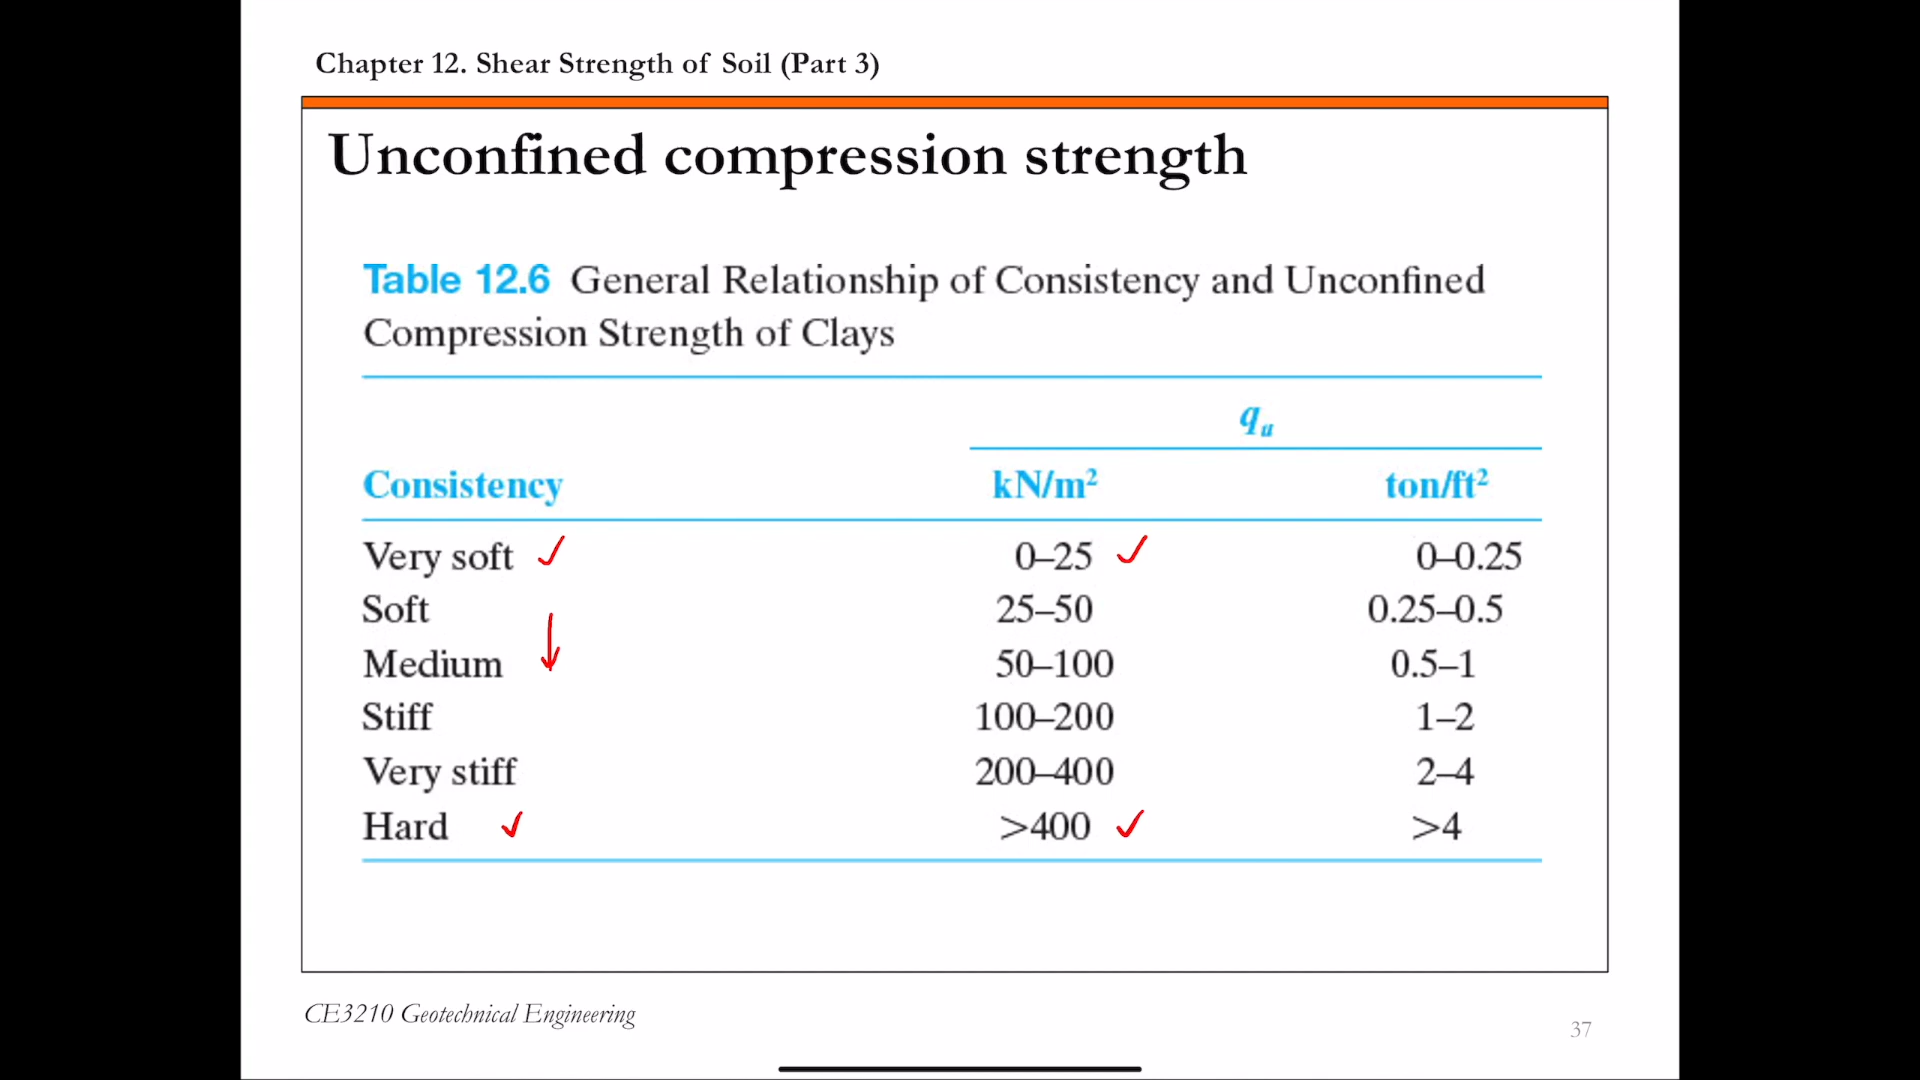 Chapter 12. Shear Strength of Soil (Part 3)
Unconfined compression strength
Table 12.6 General Relationship of Consistency and Unconfined
Compression Strength of Clays
qu
Consistency kN/m² ton/ft²
Very soft 0–25 0–0.25
Soft 25–50 0.25–0.5
Medium 50–100 0.5–1
Stiff 100–200 1–2
Very stiff 200–400 2–4
Hard >400 >4
CE3210 Geotechnical Engineering
37